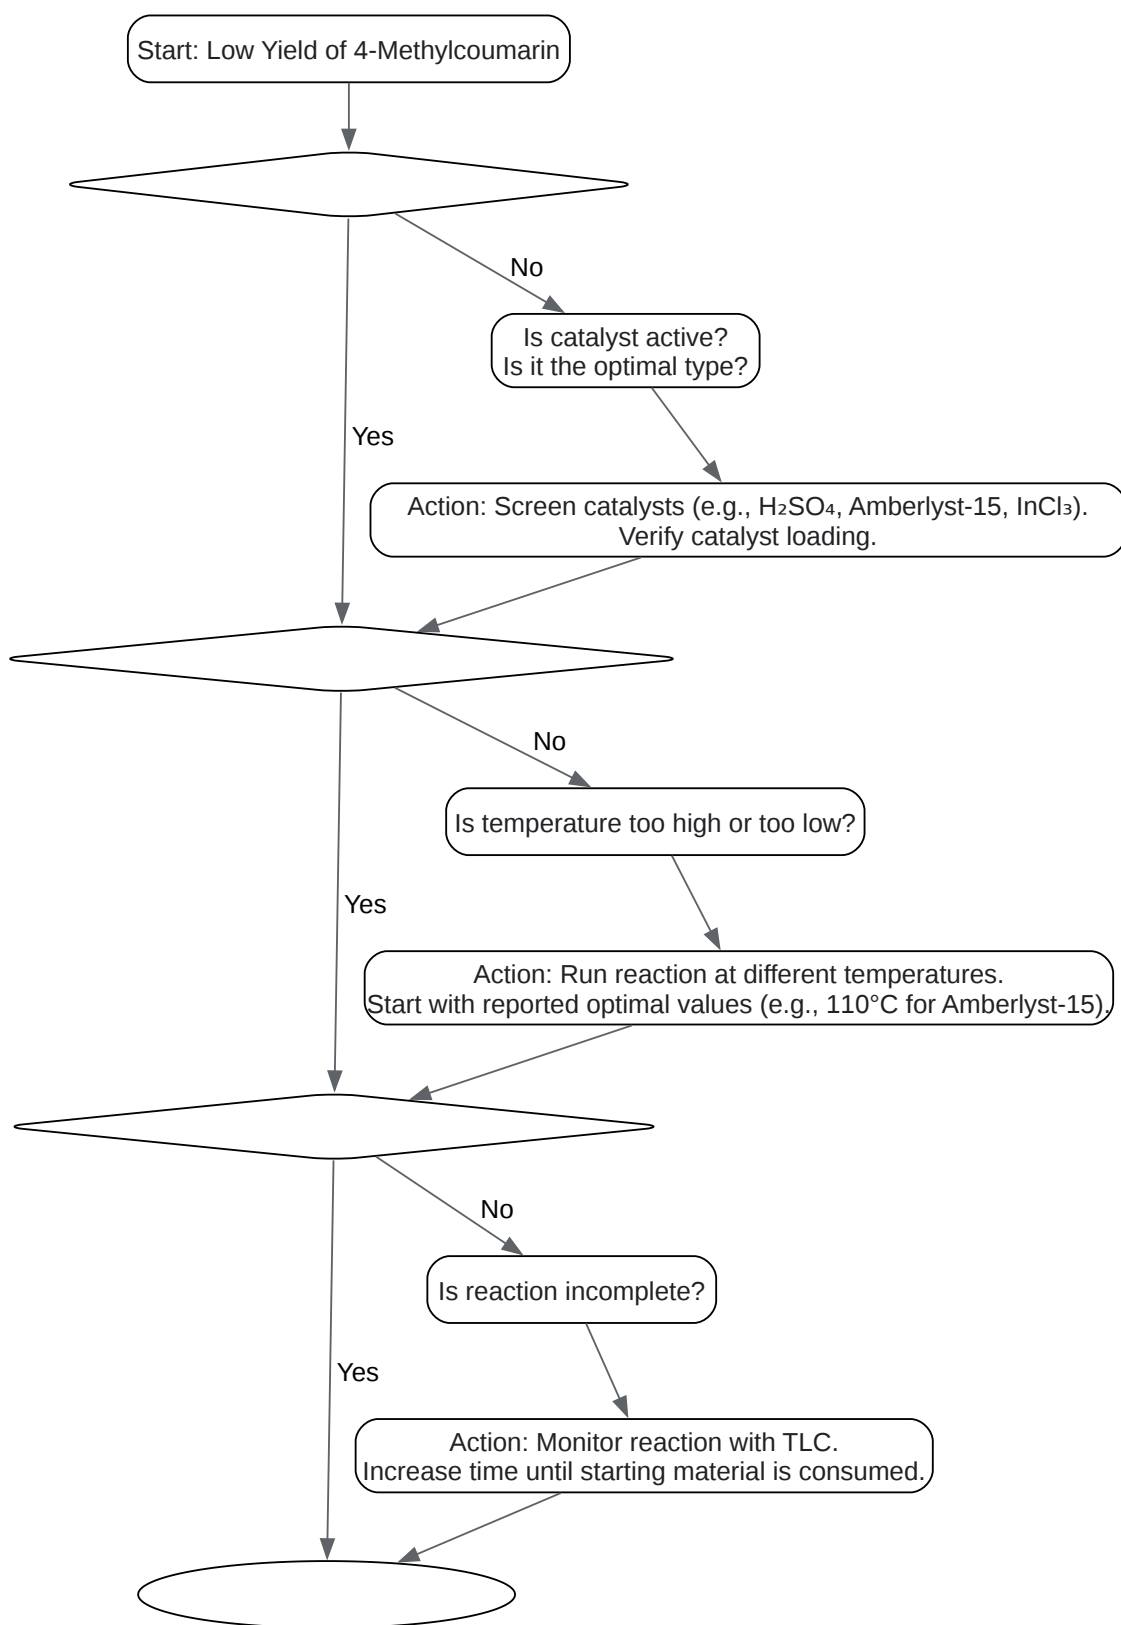 Start: Low Yield of 4-Methylcoumarin
No
Is catalyst active?
Is it the optimal type?
Yes
Action: Screen catalysts (e.g., H₂SO₄, Amberlyst-15, InCl₃).
Verify catalyst loading.
No
Is temperature too high or too low?
Yes
Action: Run reaction at different temperatures.
Start with reported optimal values (e.g., 110°C for Amberlyst-15).
No
Is reaction incomplete?
Yes
Action: Monitor reaction with TLC.
Increase time until starting material is consumed.